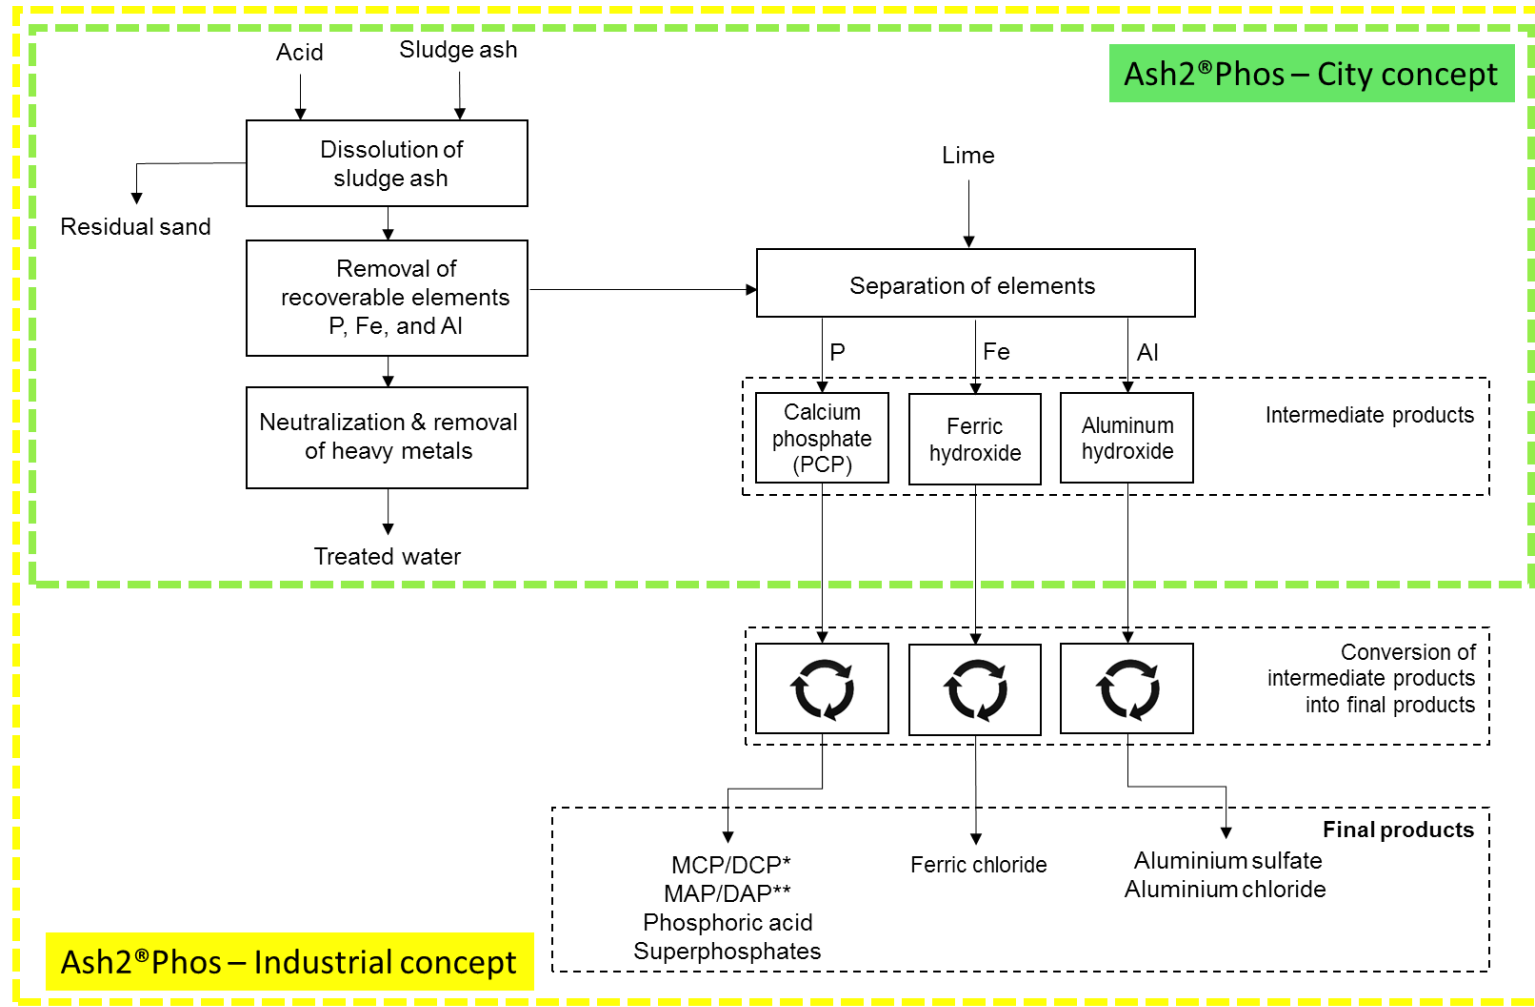 Acid
Sludge ash
Ash2®Phos – City concept
Dissolution of
sludge ash
Lime
Residual sand
Removal of
recoverable elements
P, Fe, and Al
Separation of elements
P
Fe
Al
Neutralization & removal
of heavy metals
Calcium
phosphate
(PCP)
Ferric
hydroxide
Aluminum
hydroxide
Intermediate products
Treated water
Conversion of
intermediate products
into final products
Final products
MCP/DCP*
MAP/DAP**
Phosphoric acid
Superphosphates
Ferric chloride
Aluminium sulfate
Aluminium chloride
Ash2®Phos – Industrial concept